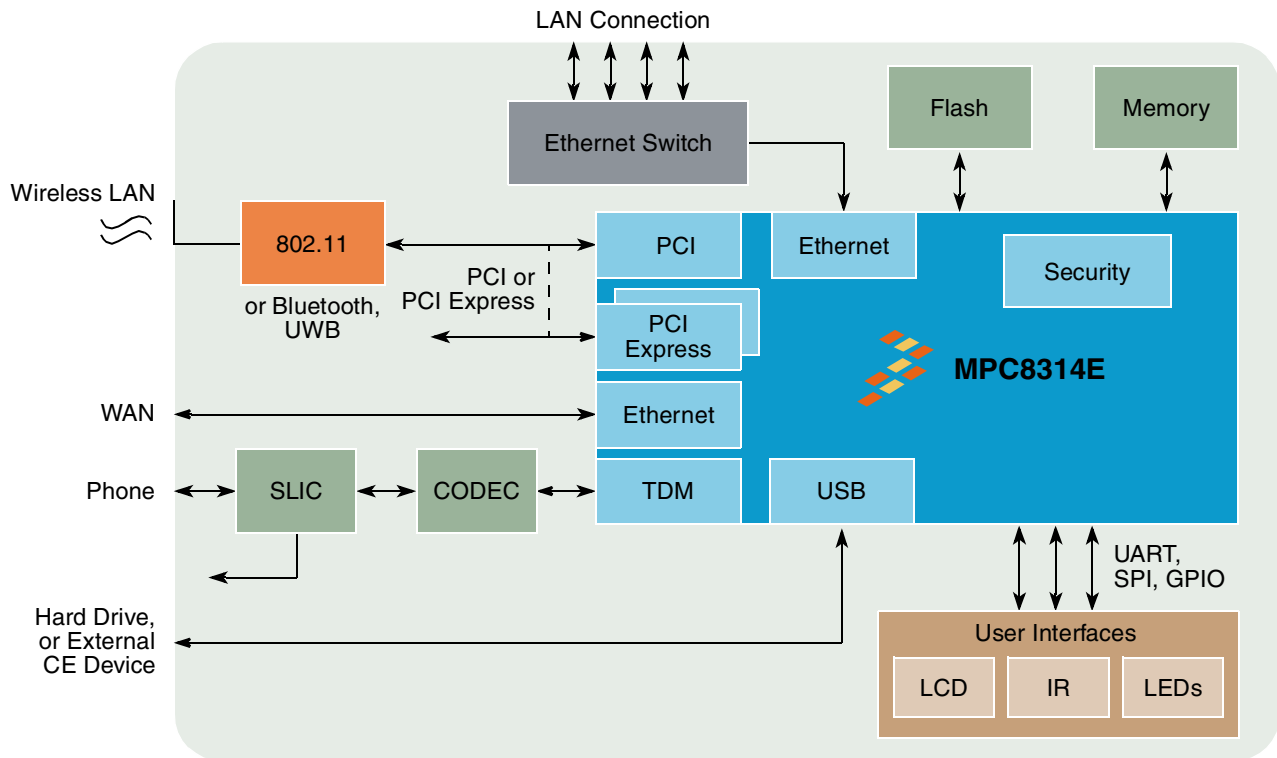 LAN Connection
Flash
Memory
Ethernet Switch
Wireless LAN
802.11
PCI
Ethernet
Security
PCI or
PCI Express
or Bluetooth,
UWB
PCI
Express
MPC8314E
WAN
Ethernet
Phone
SLIC
CODEC
TDM
USB
UART,
SPI, GPIO
Hard Drive,
or External
CE Device
User Interfaces
LCD
IR
LEDs